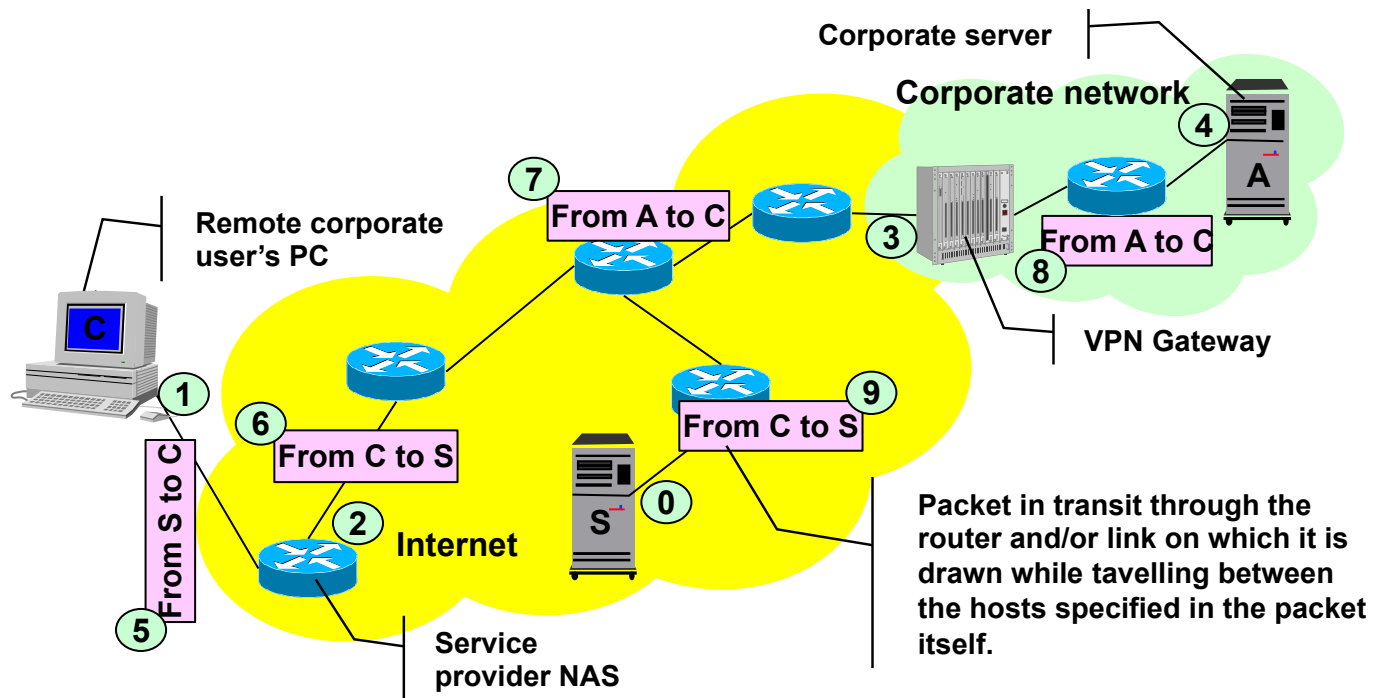 Corporate server
Corporate network
4
A
7
From A to C
3
From A to C
8
VPN Gateway
Remote corporate
user's PC
C
1
6
From C to S
9
From C to S
S
0
2
Internet
From S to C
5
Service
provider NAS
Packet in transit through the
router and/or link on which it is
drawn while tavelling between
the hosts specified in the packet
itself.